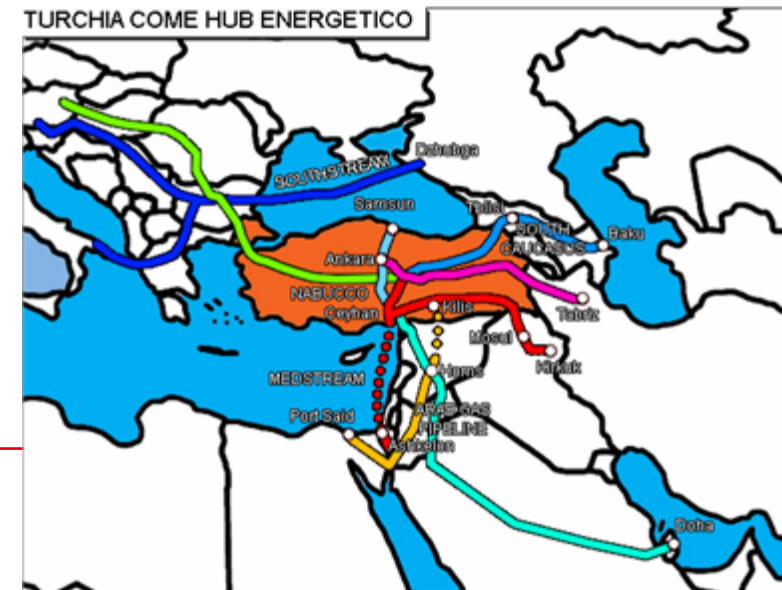 TURCHIA COME HUB ENERGETICO
Dzhubga
SOUTHSTREAM
Samsun
Tbilisi
SOUTH
CAUCASUS
Baku
Ankara
NABUCCO
Ceyhan
Kilis
Tabriz
Mosul
Kirkuk
Homs
MEDSTREAM
ARAB GAS
PIPELINE
Port Said
Ashkelon
Doha